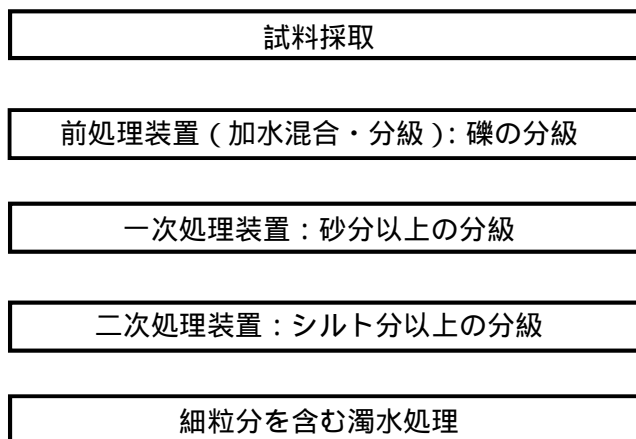 試料採取
前処理装置（加水混合・分級）：礫の分級
一次処理装置：砂分以上の分級
二次処理装置：シルト分以上の分級
細粒分を含む濁水処理